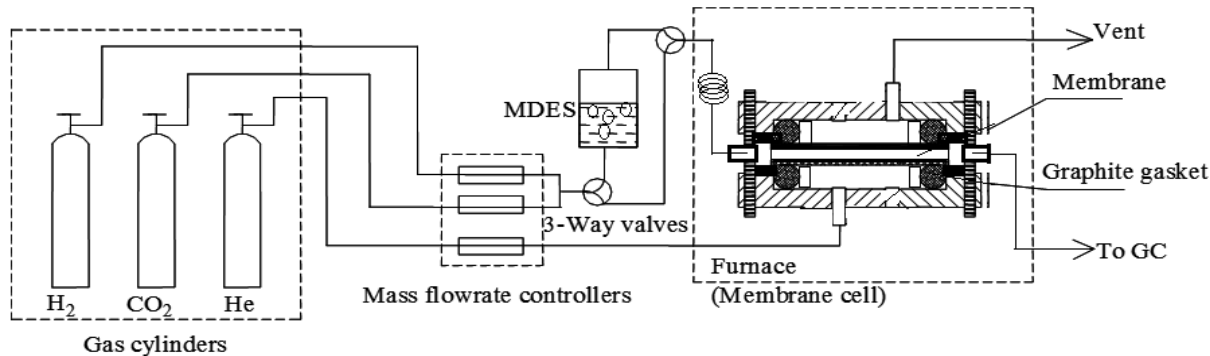 Vent
MDES
Membrane
Graphite gasket
3-Way valves
To GC
Furnace
(Membrane cell)
H2
CO2
He
Mass flowrate controllers
Gas cylinders